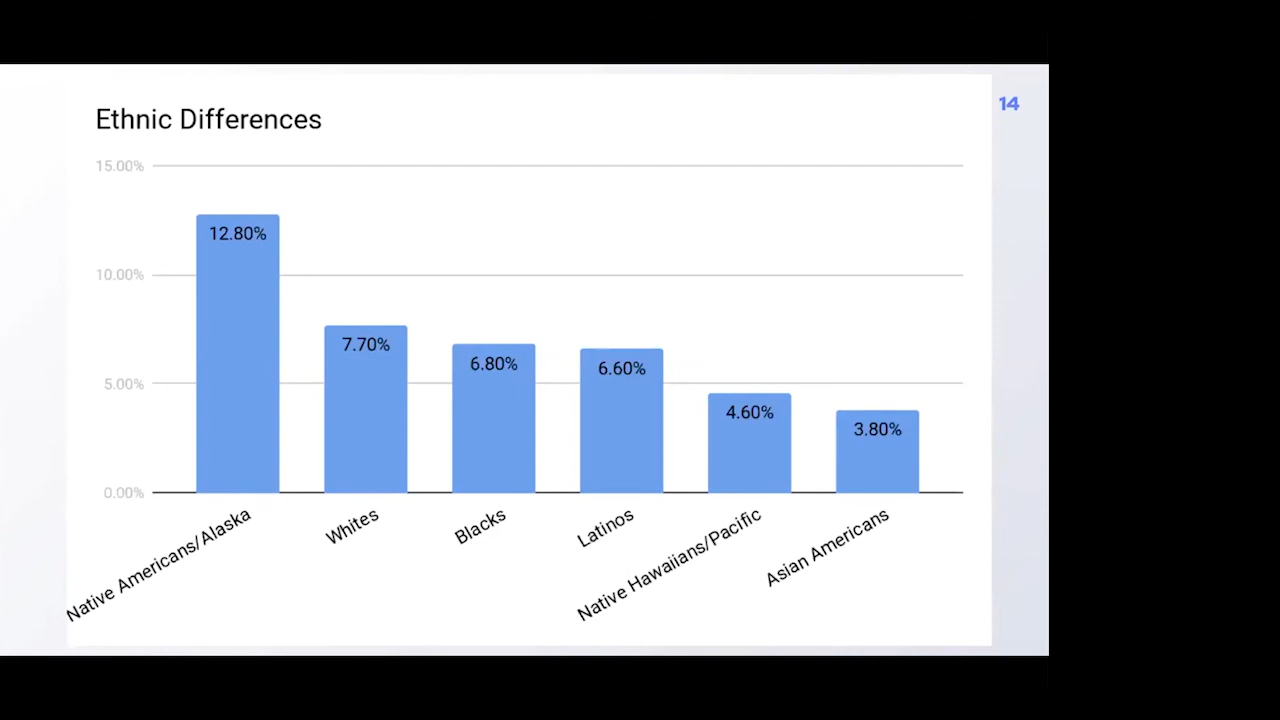 14
Ethnic Differences
15.00%
10.00%
5.00%
0.00%
12.80%
7.70%
6.80%
6.60%
4.60%
3.80%
Native Americans/Alaska
Whites
Blacks
Latinos
Native Hawaiians/Pacific
Asian Americans